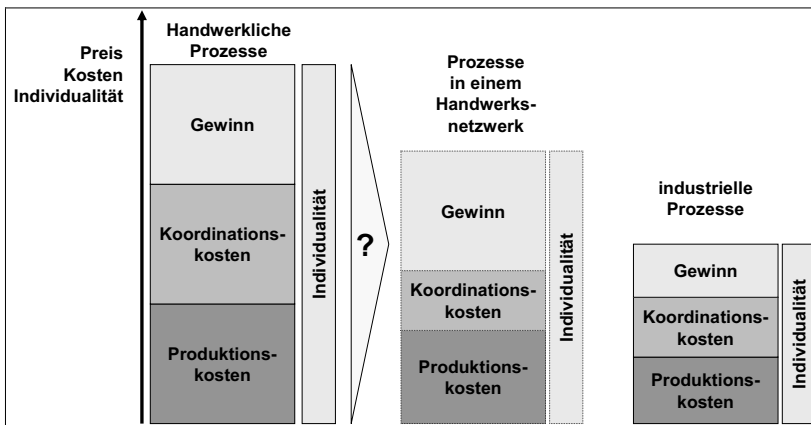 Preis
Kosten
Individualität
Handwerkliche
Prozesse
Gewinn
Koordinations-
kosten
Produktions-
kosten
Individualität
?
Prozesse
in einem
Handwerks-
netzwerk
Gewinn
Koordinations-
kosten
Produktions-
kosten
Individualität
industrielle
Prozesse
Gewinn
Koordinations-
kosten
Produktions-
kosten
Individualität